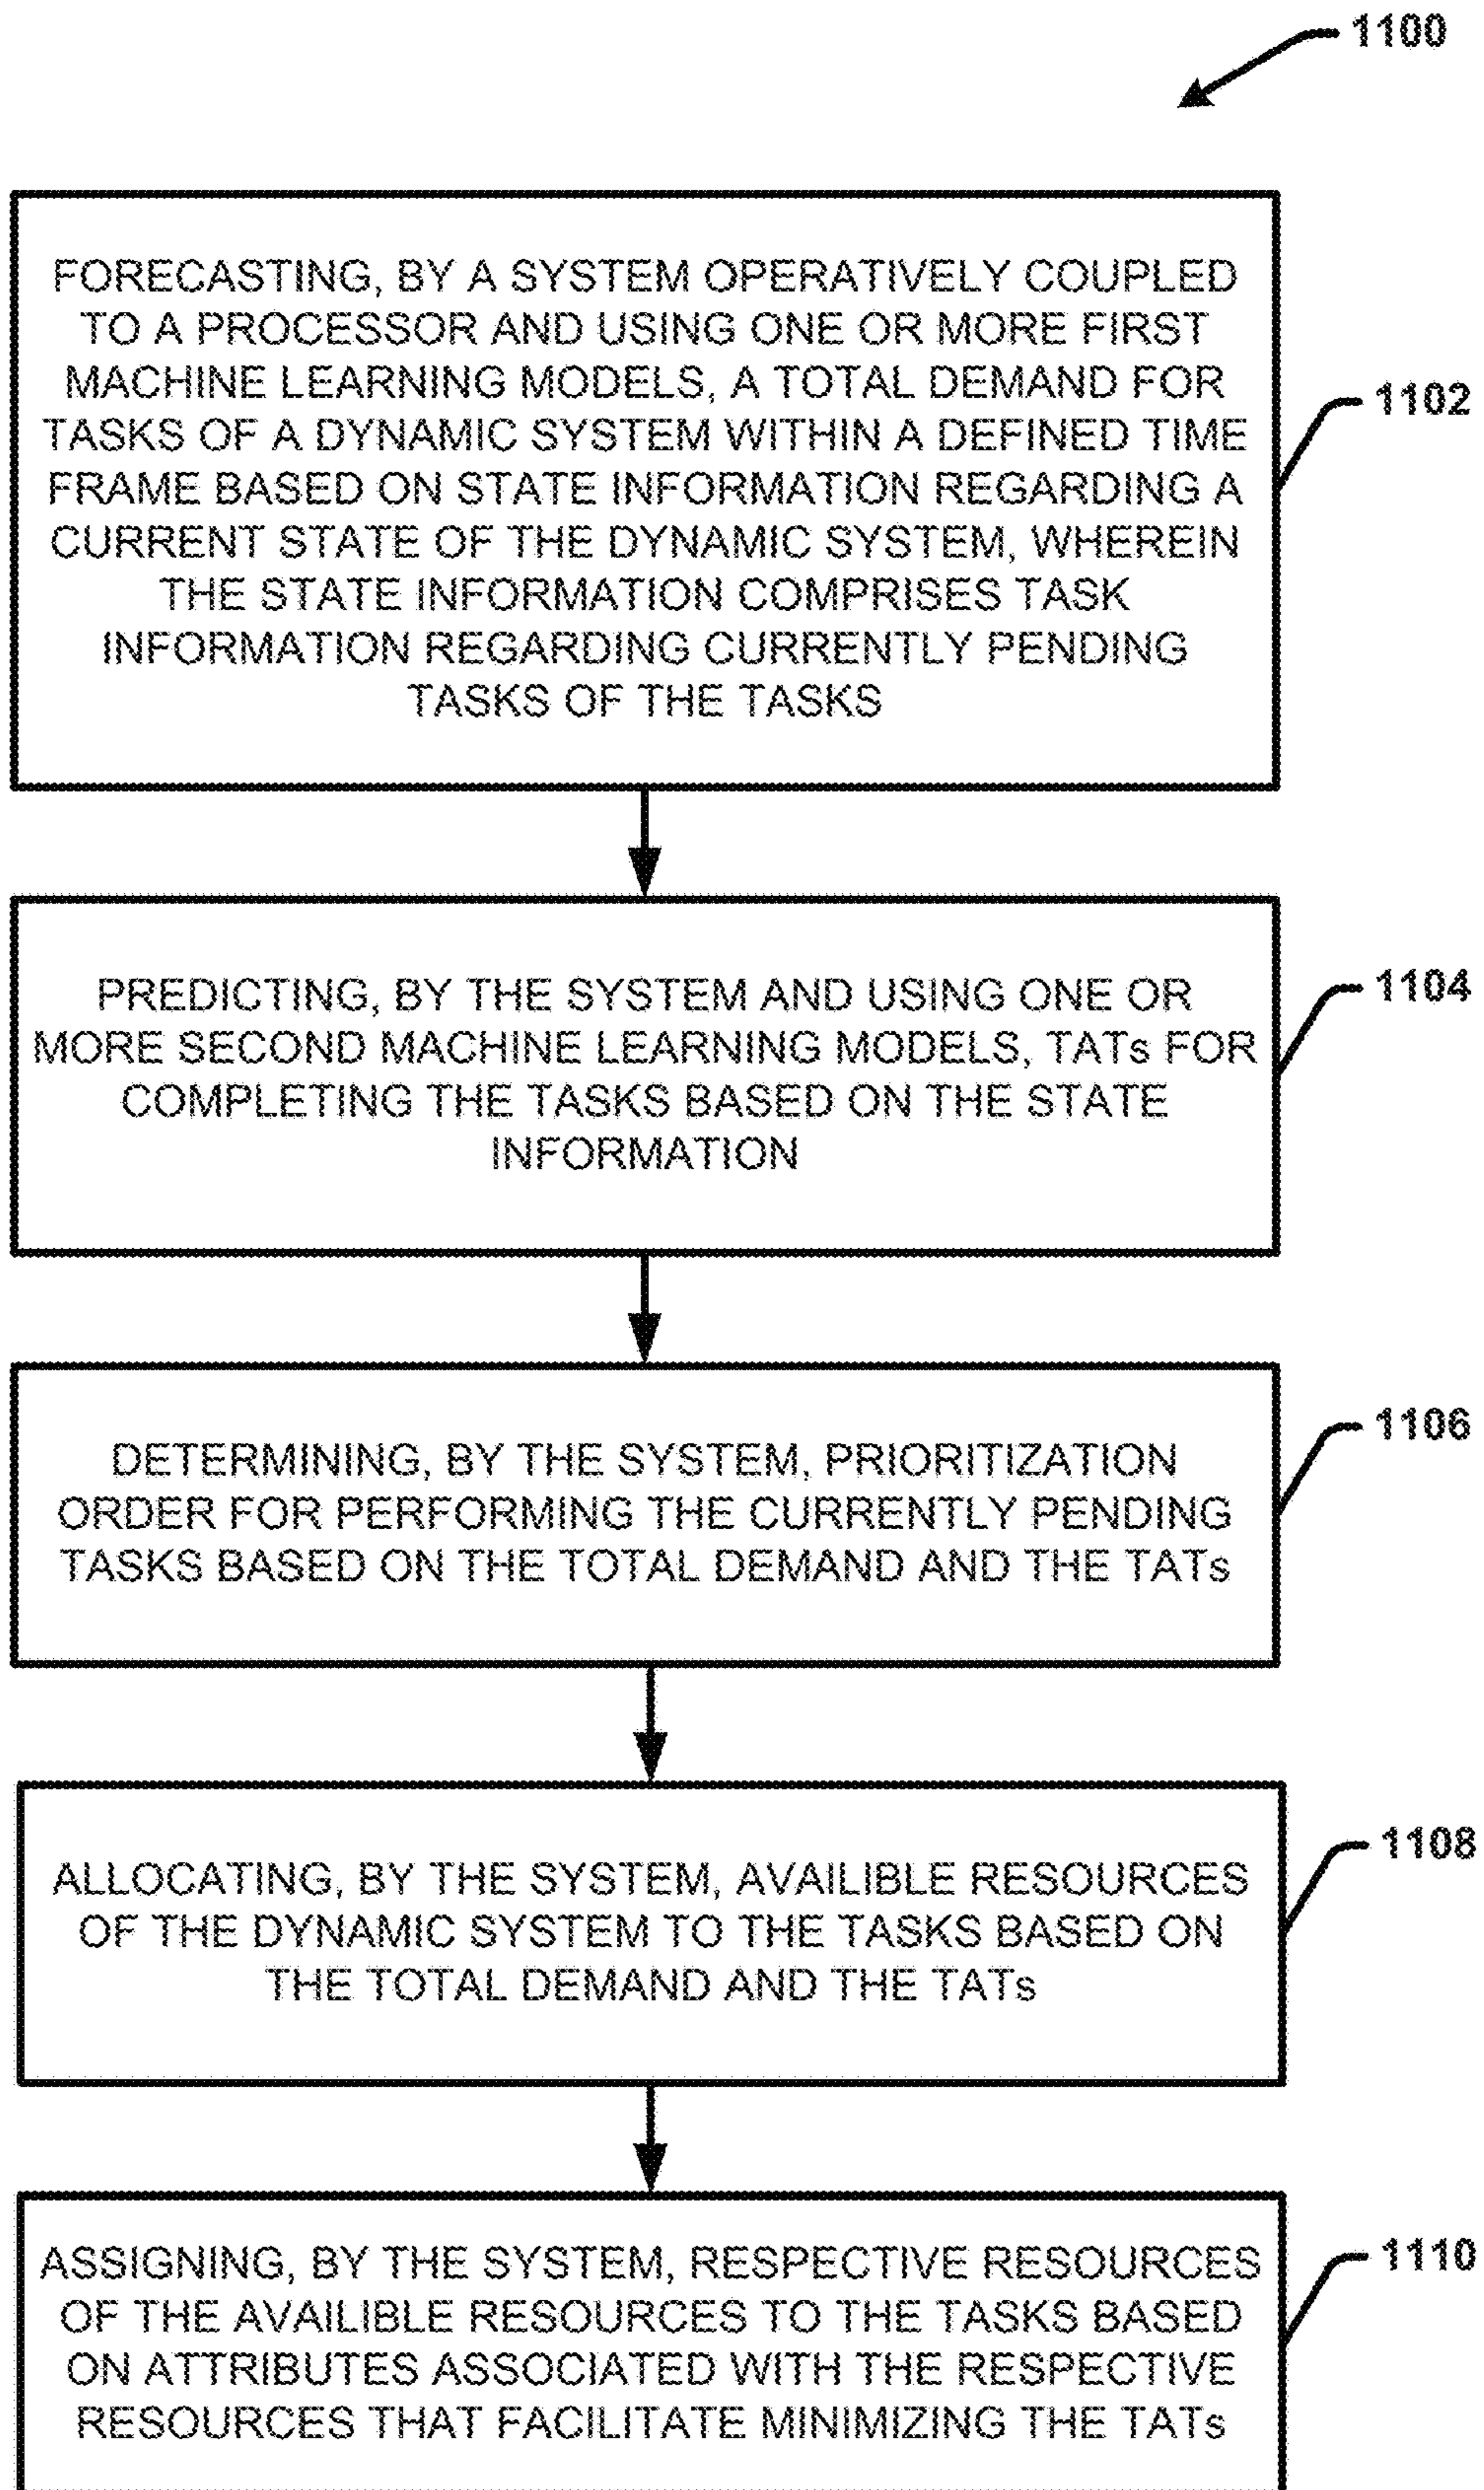 1100
FORECASTING, BY A SYSTEM OPERATIVELY COUPLED
TO A PROCESSOR AND USING ONE OR MORE FIRST
MACHINE LEARNING MODELS, A TOTAL DEMAND FOR
TASKS OF A DYNAMIC SYSTEM WITHIN A DEFINED TIME
FRAME BASED ON STATE INFORMATION REGARDING A
CURRENT STATE OF THE DYNAMIC SYSTEM, WHEREIN
THE STATE INFORMATION COMPRISES TASK
INFORMATION REGARDING CURRENTLY PENDING
TASKS OF THE TASKS
1102
PREDICTING, BY THE SYSTEM AND USING ONE OR
MORE SECOND MACHINE LEARNING MODELS, TATs FOR
COMPLETING THE TASKS BASED ON THE STATE
INFORMATION
1104
DETERMINING, BY THE SYSTEM, PRIORITIZATION
ORDER FOR PERFORMING THE CURRENTLY PENDING
TASKS BASED ON THE TOTAL DEMAND AND THE TATs
1106
ALLOCATING, BY THE SYSTEM, AVAILIBLE RESOURCES
OF THE DYNAMIC SYSTEM TO THE TASKS BASED ON
THE TOTAL DEMAND AND THE TATs
1108
ASSIGNING, BY THE SYSTEM, RESPECTIVE RESOURCES
OF THE AVAILIBLE RESOURCES TO THE TASKS BASED
ON ATTRIBUTES ASSOCIATED WITH THE RESPECTIVE
RESOURCES THAT FACILITATE MINIMIZING THE TATs
1110